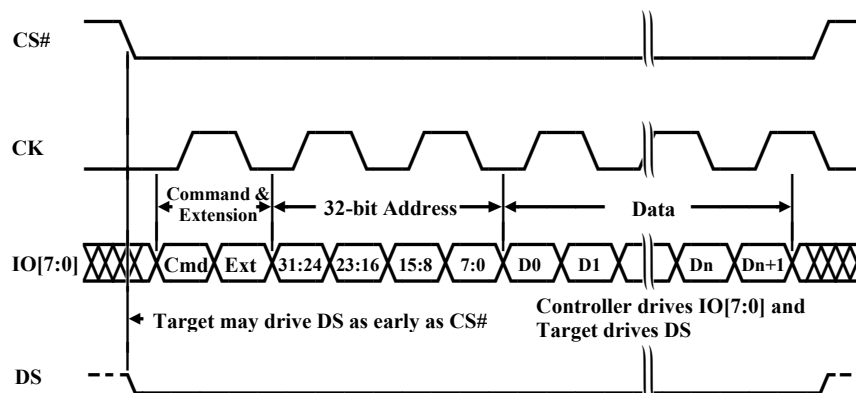 CS#
CK
Command &
Extension
32-bit Address
Data
IO[7:0]
Cmd Ext 31:24 23:16 15:8 7:0 D0 D1 Dn Dn+1
Controller drives IO[7:0] and
Target drives DS
Target may drive DS as early as CS#
DS